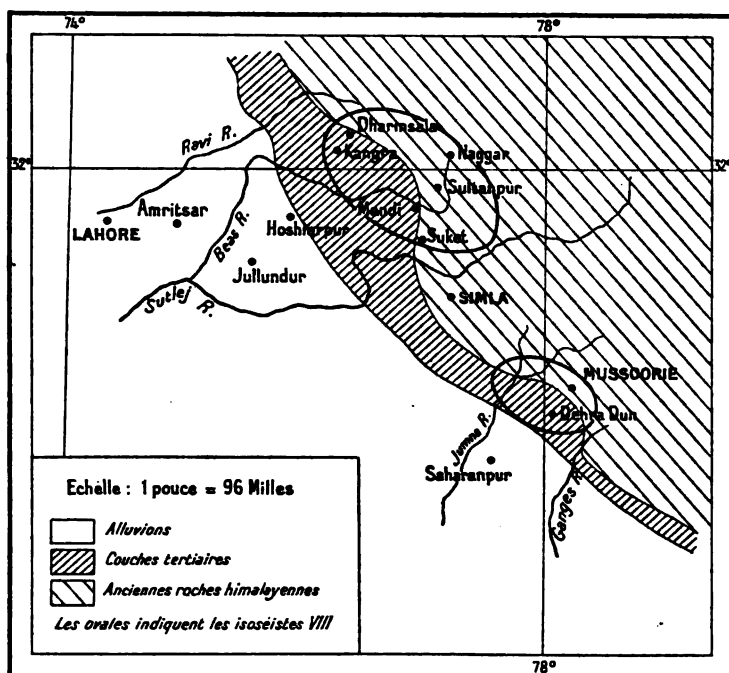 74° 78°
Dharmsala
Kangra Naggar
Ravi R.
32° 32°
Sultanpur
Mandi
Amritsar Hoshiarpur
LAHORE Beas R. Suket
Jullundur
Sutlej R. SIMLA
MUSSOORIE
Dehra Dun
Jumna R.
Saharanpur
Ganges R.
Echelle : 1 pouce = 96 Milles
Alluvions
Couches tertiaires
Anciennes roches himalayennes
Les ovales indiquent les isoséistes VIII
78°